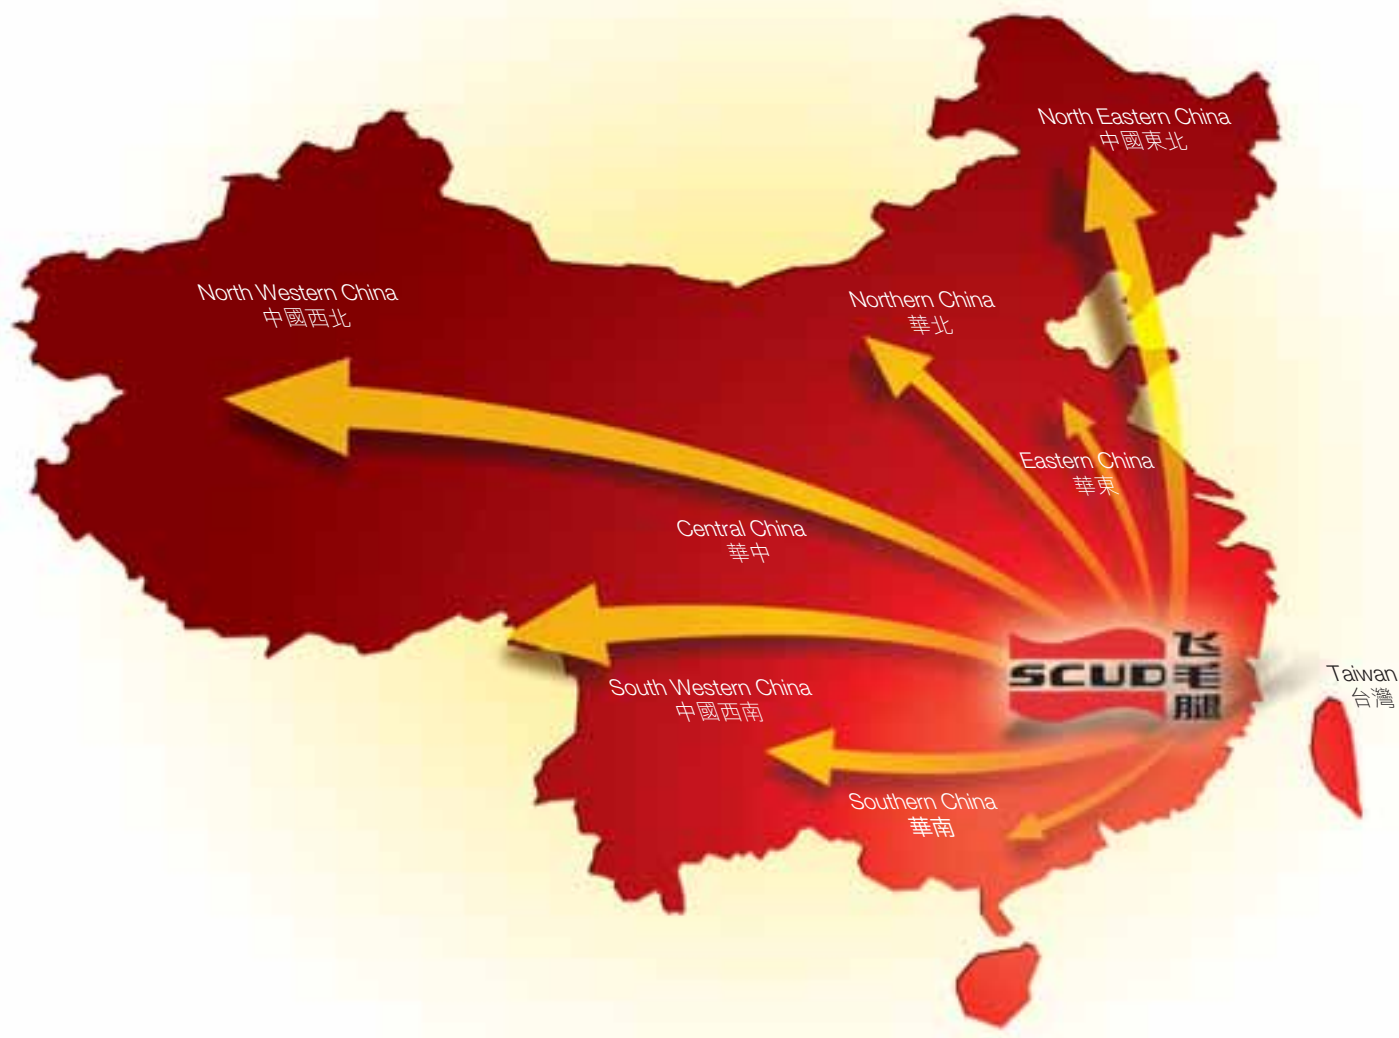 North Eastern China
中國東北
North Western China
中國西北
Northern China
華北
Eastern China
華東
Central China
華中
SCUD
飞毛腿
Taiwan
台灣
South Western China
中國西南
Southern China
華南